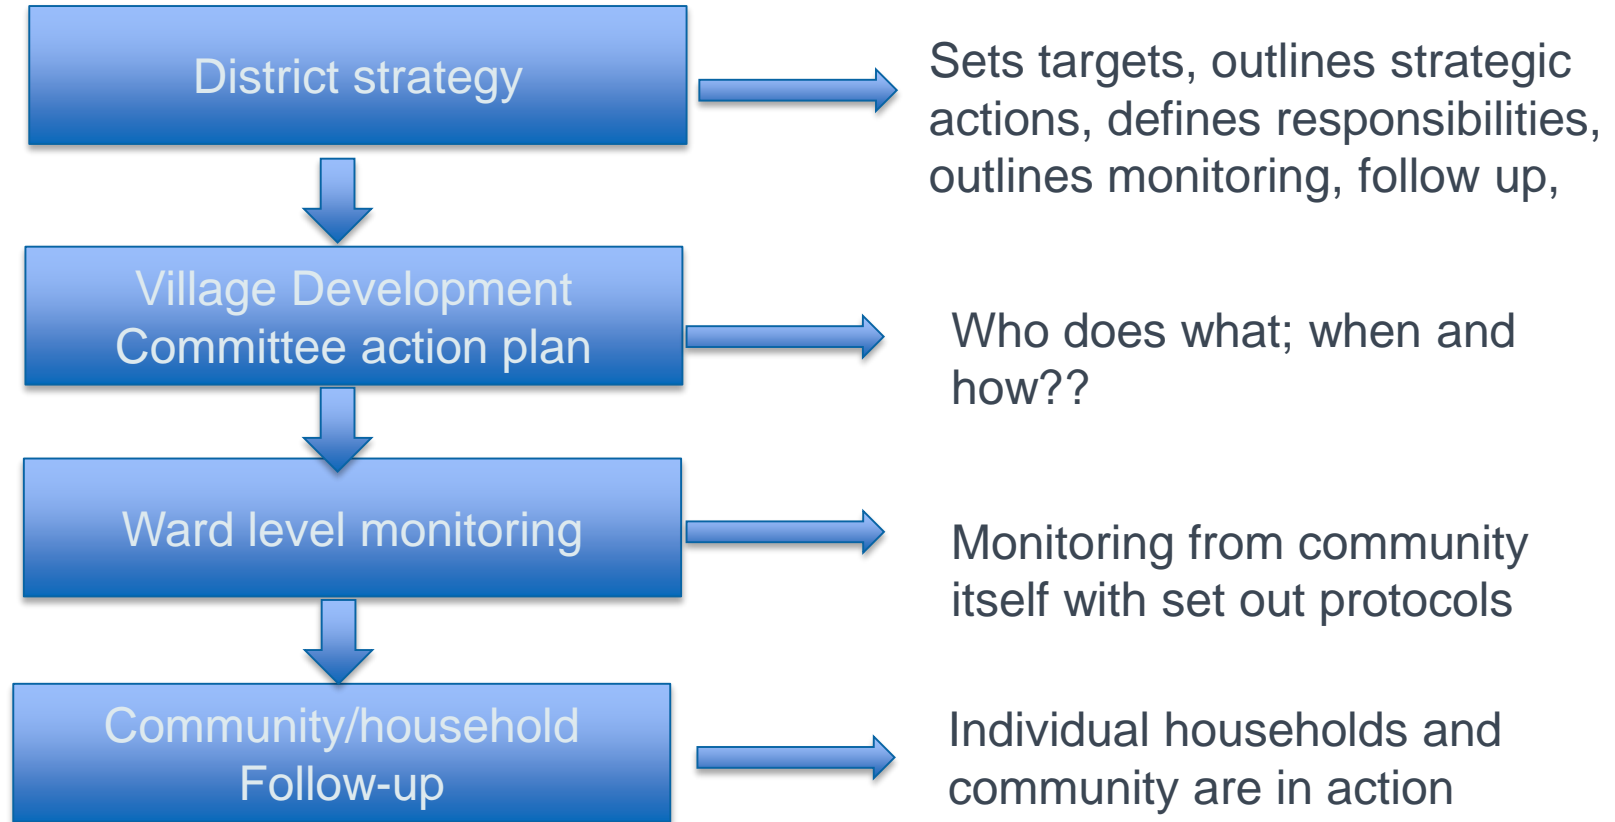 District strategy
Sets targets, outlines strategic
actions, defines responsibilities,
outlines monitoring, follow up,
Village Development
Committee action plan
Who does what; when and
how??
Ward level monitoring
Monitoring from community
itself with set out protocols
Community/household
Follow-up
Individual households and
community are in action